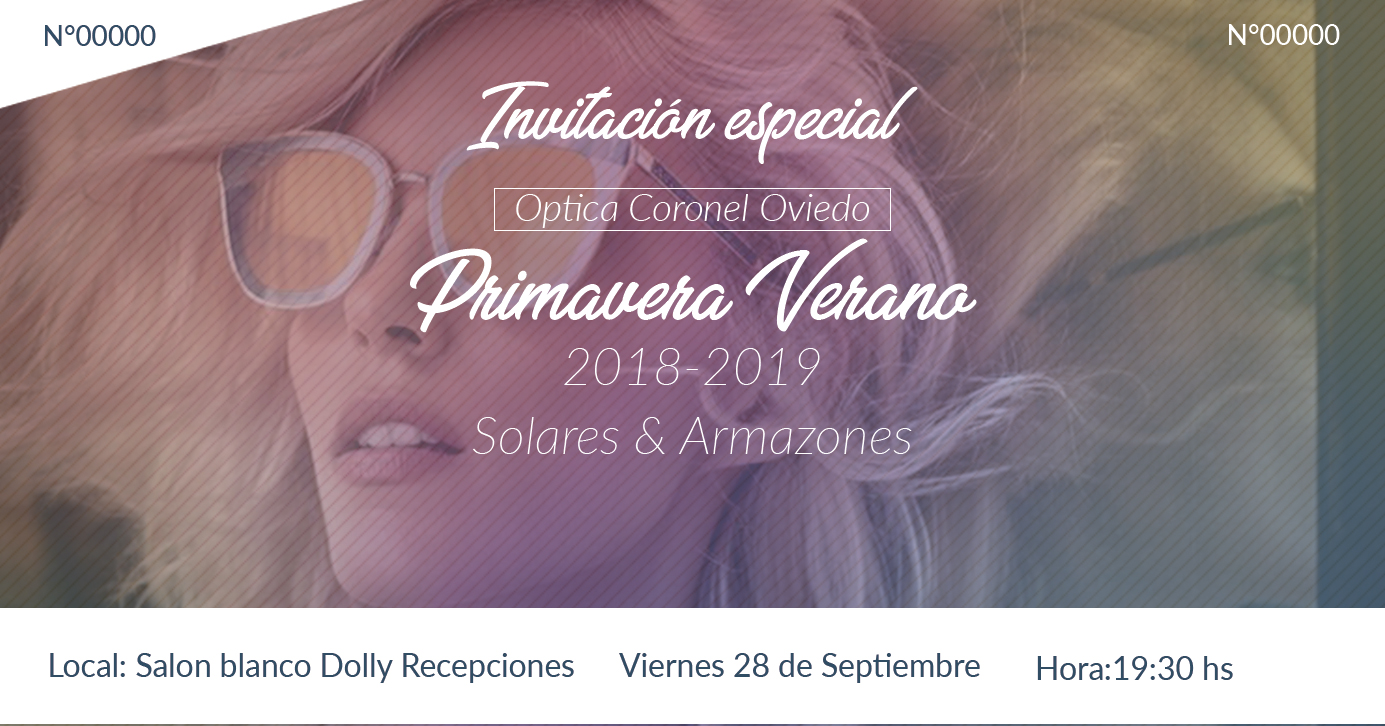 N°00000
N°00000
Invitación especial
Optica Coronel Oviedo
Primavera Verano
2018-2019
Solares & Armazones
Local: Salon blanco Dolly Recepciones
Viernes 28 de Septiembre
Hora:19:30 hs